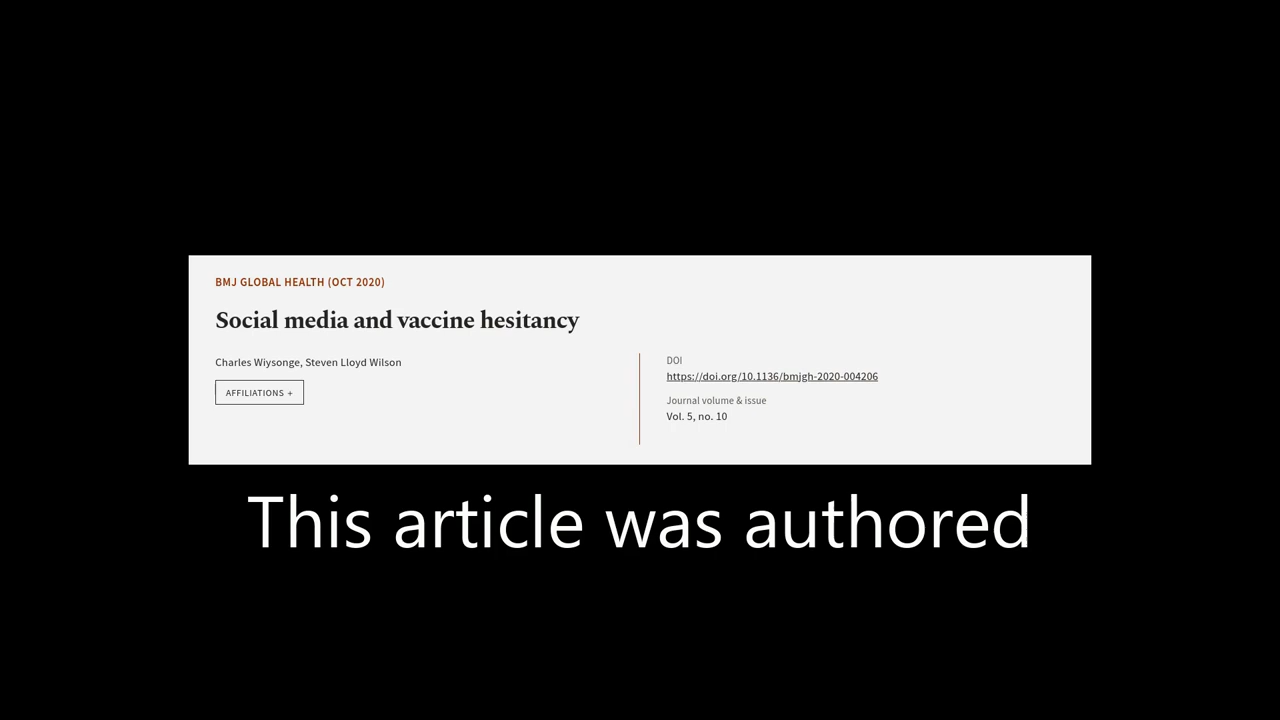 BMJ GLOBAL HEALTH (OCT 2020)
Social media and vaccine hesitancy
Charles Wiysonge, Steven Lloyd Wilson
AFFILIATIONS +
DOI
https://doi.org/10.1136/bmjgh-2020-004206
Journal volume & issue
Vol. 5, no. 10
This article was authored